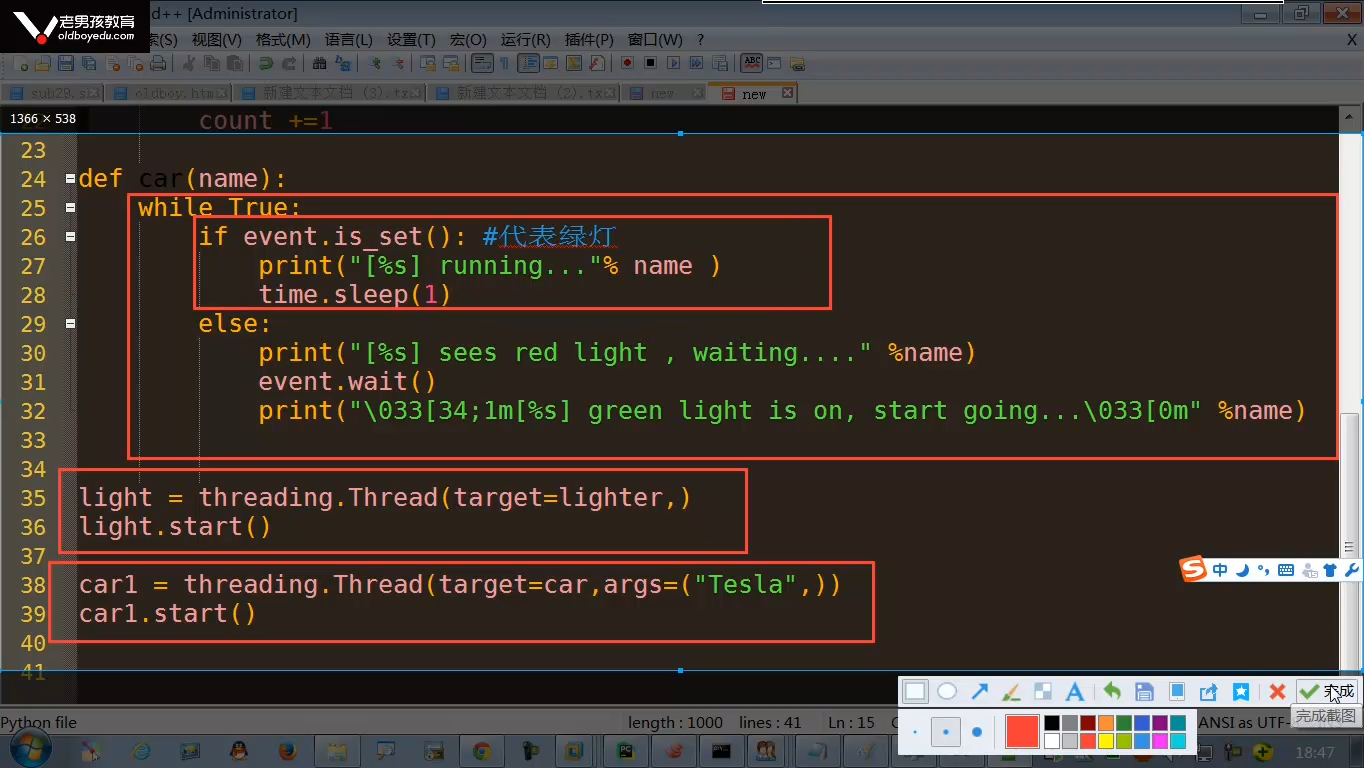 老男孩教育
oldboyedu.com
d++ [Administrator]
索(S) 视图(V) 格式(M) 语言(L) 设置(T) 宏(O) 运行(R) 插件(P) 窗口(W) ? X
oldboy.html 新建文本文档 (3).txt 新建文本文档 (2).txt new new
1366 × 538
count +=1
23
24 def car(name):
25 while True:
26 if event.is_set(): #代表绿灯
27 print("[%s] running..."% name )
28 time.sleep(1)
29 else:
30 print("[%s] sees red light , waiting...." %name)
31 event.wait()
32 print("\033[34;1m[%s] green light is on, start going...\033[0m" %name)
33
34
35 light = threading.Thread(target=lighter,)
36 light.start()
37
38 car1 = threading.Thread(target=car,args=("Tesla",))
39 car1.start()
40
41
中
完成
完成截图
Python file length : 1000 lines : 41 Ln : 15 ANSI as UTF-
18:47